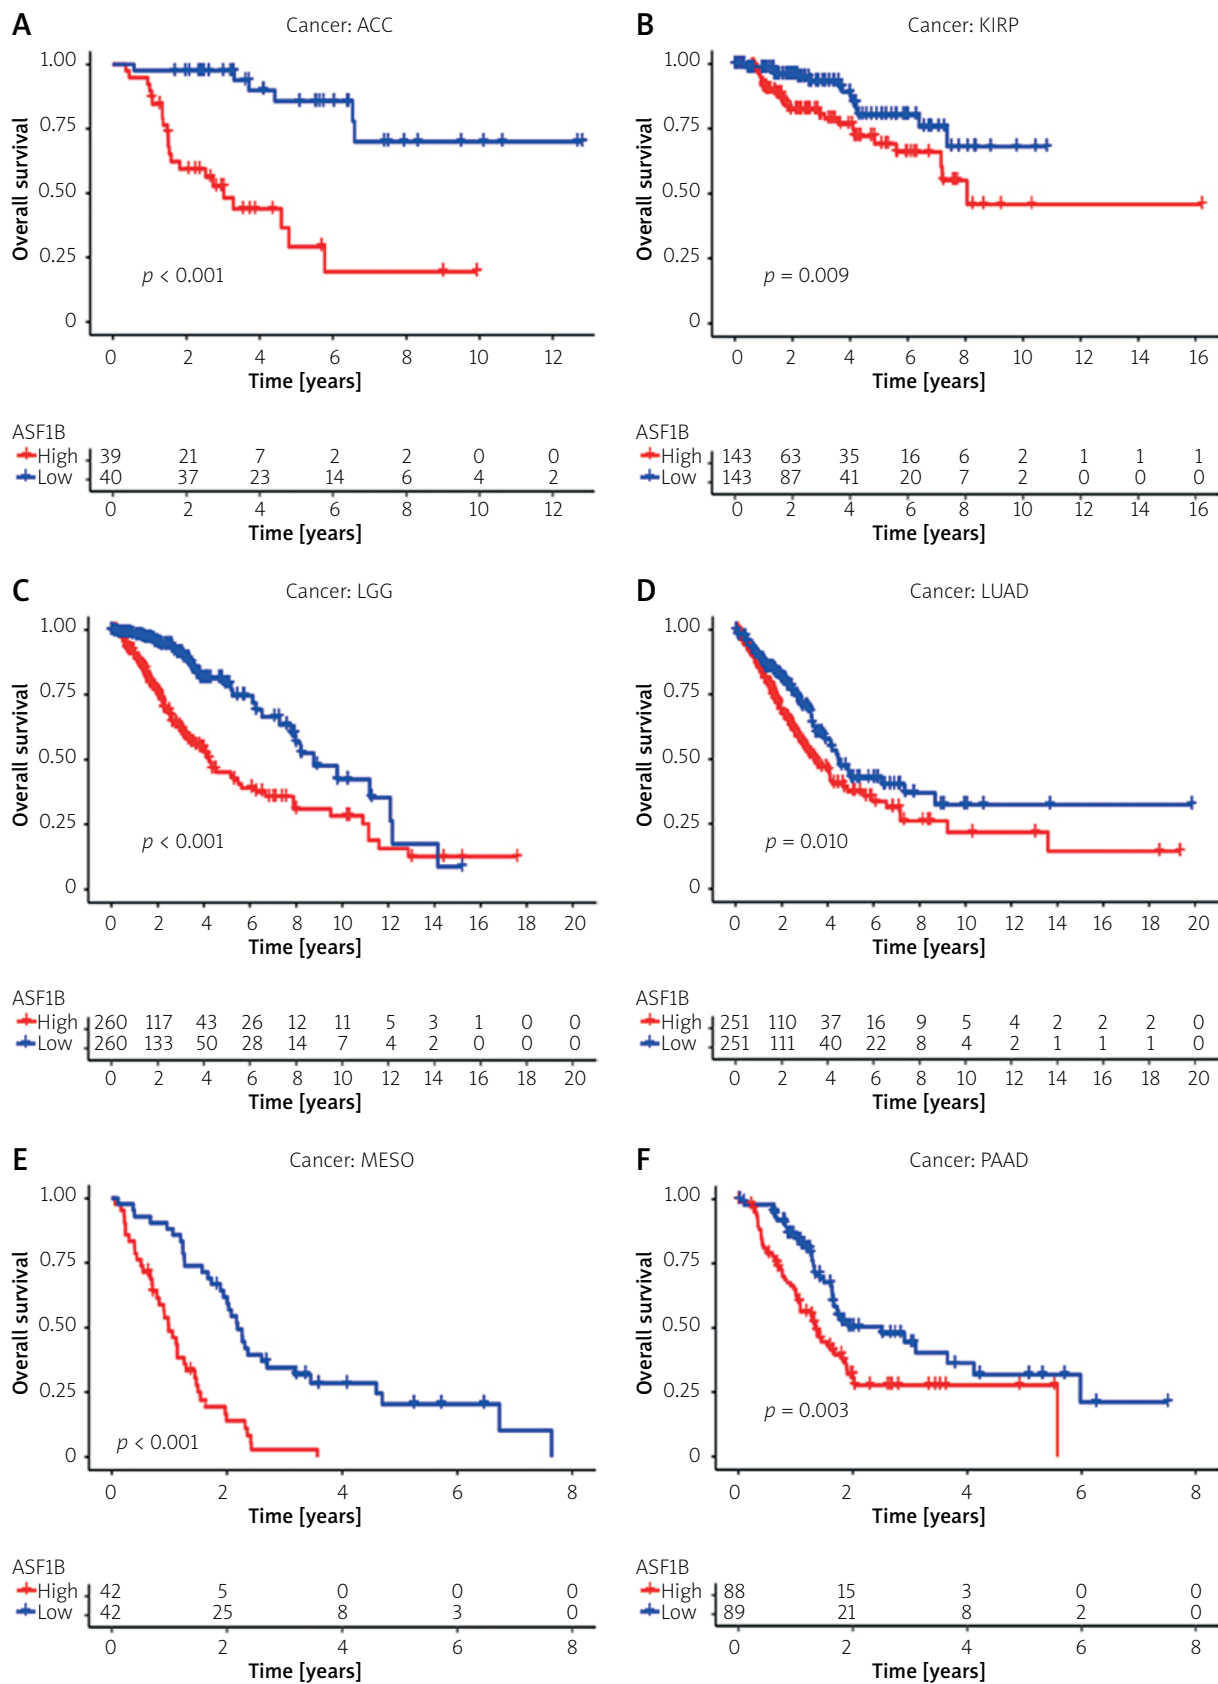 A
Cancer: ACC
Overall survival
1.00
0.75
0.50
0.25
0
p < 0.001
0 2 4 6 8 10 12
Time [years]
ASF1B
High 39 21 7 2 2 0 0
Low 40 37 23 14 6 4 2
0 2 4 6 8 10 12
Time [years]
B
Cancer: KIRP
Overall survival
1.00
0.75
0.50
0.25
0
p = 0.009
0 2 4 6 8 10 12 14 16
Time [years]
ASF1B
High 143 63 35 16 6 2 1 1 1
Low 143 87 41 20 7 2 0 0 0
0 2 4 6 8 10 12 14 16
Time [years]
C
Cancer: LGG
Overall survival
1.00
0.75
0.50
0.25
0
p < 0.001
0 2 4 6 8 10 12 14 16 18 20
Time [years]
ASF1B
High 260 117 43 26 12 11 5 3 1 0 0
Low 260 133 50 28 14 7 4 2 0 0 0
0 2 4 6 8 10 12 14 16 18 20
Time [years]
D
Cancer: LUAD
Overall survival
1.00
0.75
0.50
0.25
0
p = 0.010
0 2 4 6 8 10 12 14 16 18 20
Time [years]
ASF1B
High 251 110 37 16 9 5 4 2 2 2 0
Low 251 111 40 22 8 4 2 1 1 1 0
0 2 4 6 8 10 12 14 16 18 20
Time [years]
E
Cancer: MESO
Overall survival
1.00
0.75
0.50
0.25
0
p < 0.001
0 2 4 6 8
Time [years]
ASF1B
High 42 5 0 0 0
Low 42 25 8 3 0
0 2 4 6 8
Time [years]
F
Cancer: PAAD
Overall survival
1.00
0.75
0.50
0.25
0
p = 0.003
0 2 4 6 8
Time [years]
ASF1B
High 88 15 3 0 0
Low 89 21 8 2 0
0 2 4 6 8
Time [years]